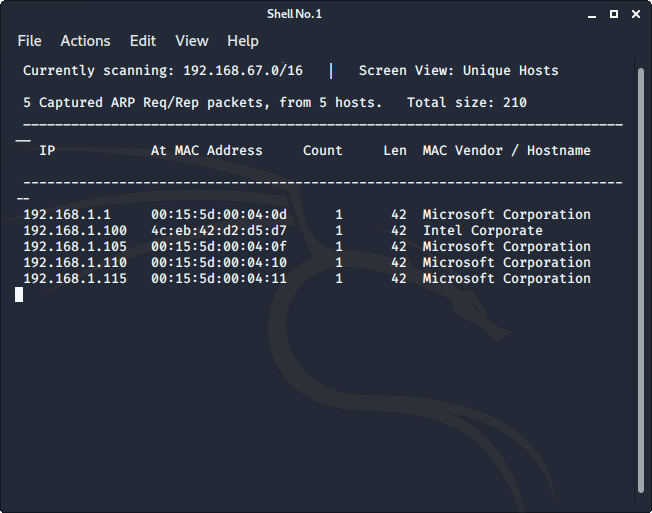 Shell No. 1
File Actions Edit View Help
Currently scanning: 192.168.67.0/16 | Screen View: Unique Hosts
5 Captured ARP Req/Rep packets, from 5 hosts. Total size: 210
_____________________________________________________________________________
IP At MAC Address Count Len MAC Vendor / Hostname
-----------------------------------------------------------------------------
192.168.1.1 00:15:5d:00:04:0d 1 42 Microsoft Corporation
192.168.1.100 4c:eb:42:d2:d5:d7 1 42 Intel Corporate
192.168.1.105 00:15:5d:00:04:0f 1 42 Microsoft Corporation
192.168.1.110 00:15:5d:00:04:10 1 42 Microsoft Corporation
192.168.1.115 00:15:5d:00:04:11 1 42 Microsoft Corporation